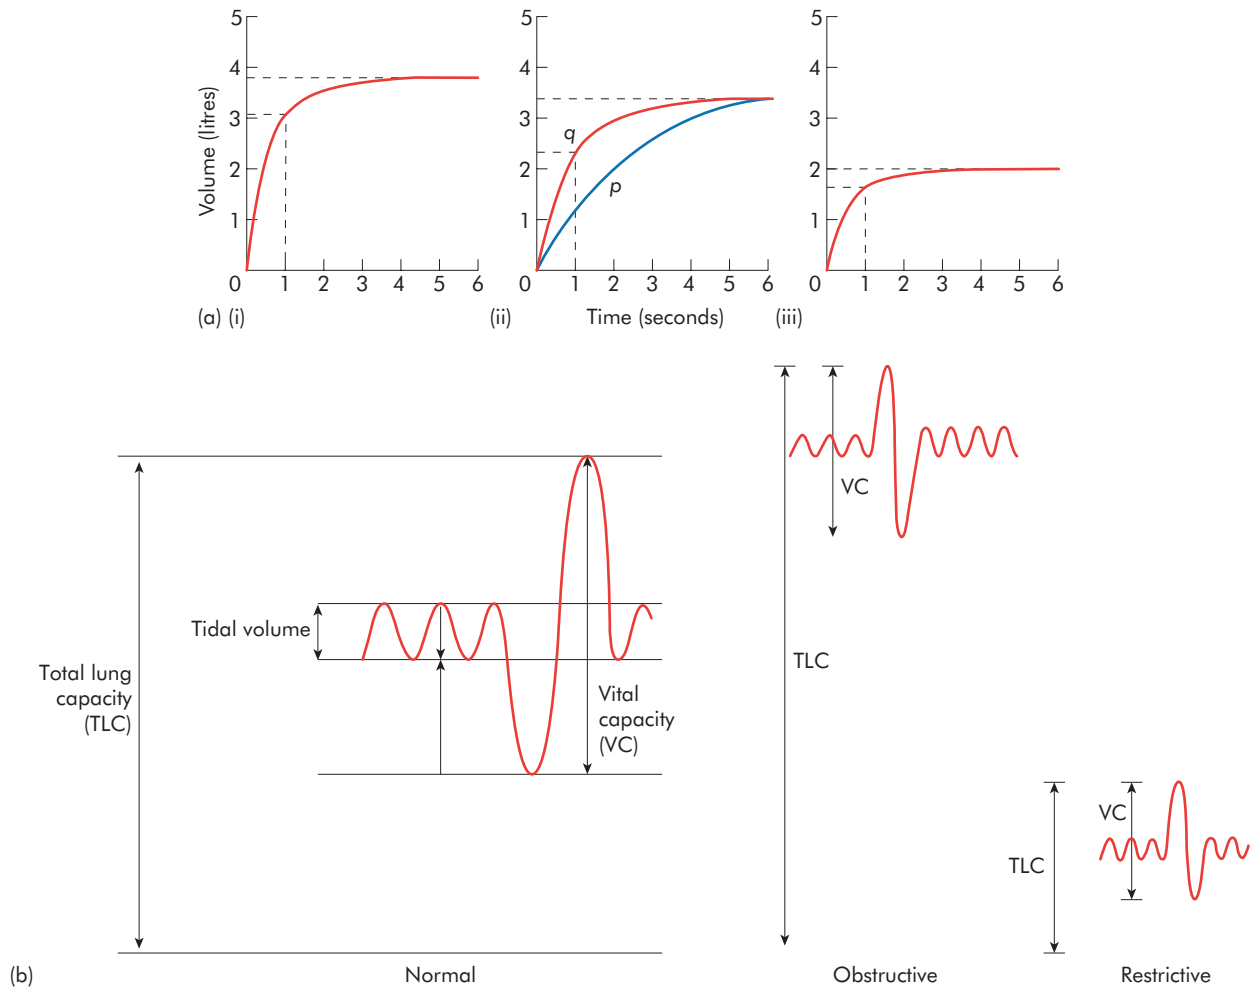 5
4
3
2
1
0
Volume (litres)
1 2 3 4 5 6
(a) (i)
5
4
3
2
1
0
q
p
1 2 3 4 5 6
(ii)
Time (seconds)
5
4
3
2
1
0
1 2 3 4 5 6
(iii)
Total lung
capacity
(TLC)
Tidal volume
Vital
capacity
(VC)
Normal
VC
TLC
Obstructive
VC
TLC
Restrictive
(b)